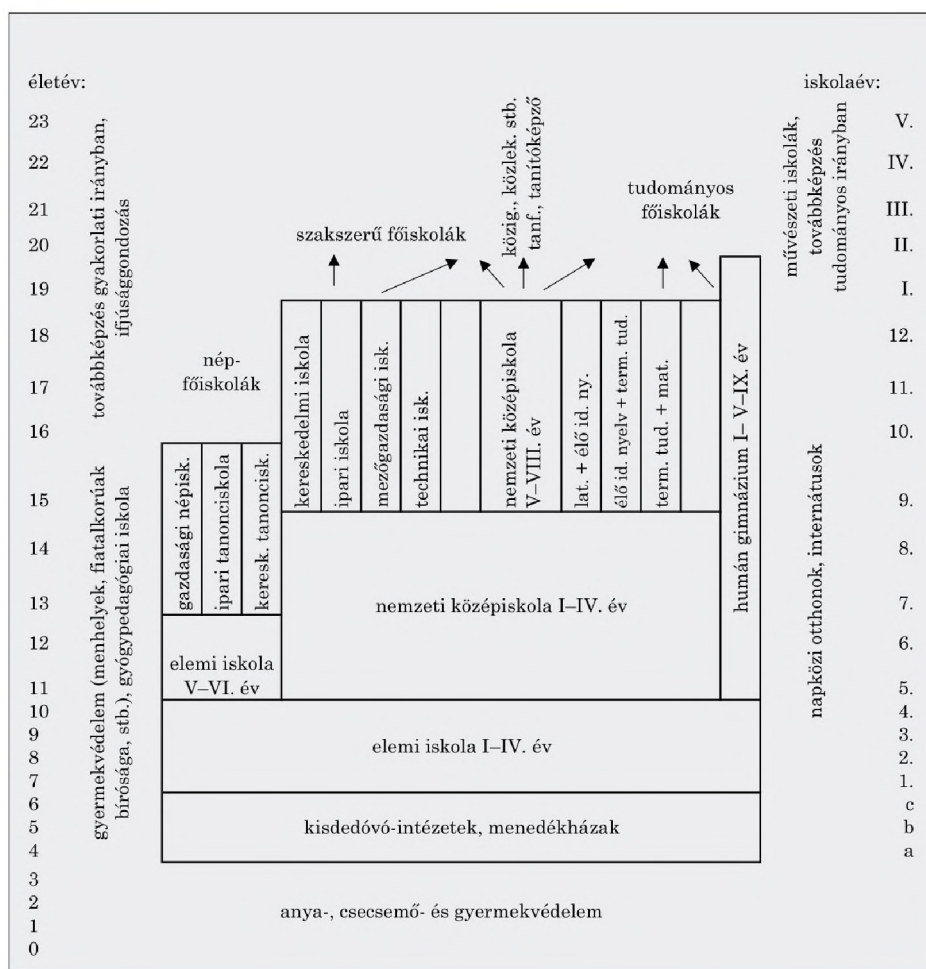 életév:
iskolaév:
23
22
21
20
19
18
17
16
15
14
13
12
11
10
9
8
7
6
5
4
3
2
1
0
továbbképzés gyakorlati irányban,
ifjúsággondozás
gyermekvédelem (menhelyek, fiatalkorúak
bírósága, stb.), gyógypedagógiai iskola
nép-
főiskolák
szakszerű főiskolák
közig., közlek. stb.
tanf., tanítóképző
tudományos
főiskolák
gazdasági népisk.
ipari tanonciskola
keresk. tanoncisk.
kereskedelmi iskola
ipari iskola
mezőgazdasági isk.
technikai isk.
nemzeti középiskola
V–VIII. év
lat. + élő id. ny.
élő id. nyelv + term. tud.
term. tud. + mat.
humán gimnázium I– V–IX. év
nemzeti középiskola I–IV. év
elemi iskola
V–VI. év
elemi iskola I–IV. év
kisdedóvó-intézetek, menedékházak
anya-, csecsemő- és gyermekvédelem
művészeti iskolák,
továbbképzés
tudományos irányban
napközi otthonok, internátusok
V.
IV.
III.
II.
I.
12.
11.
10.
9.
8.
7.
6.
5.
4.
3.
2.
1.
c
b
a